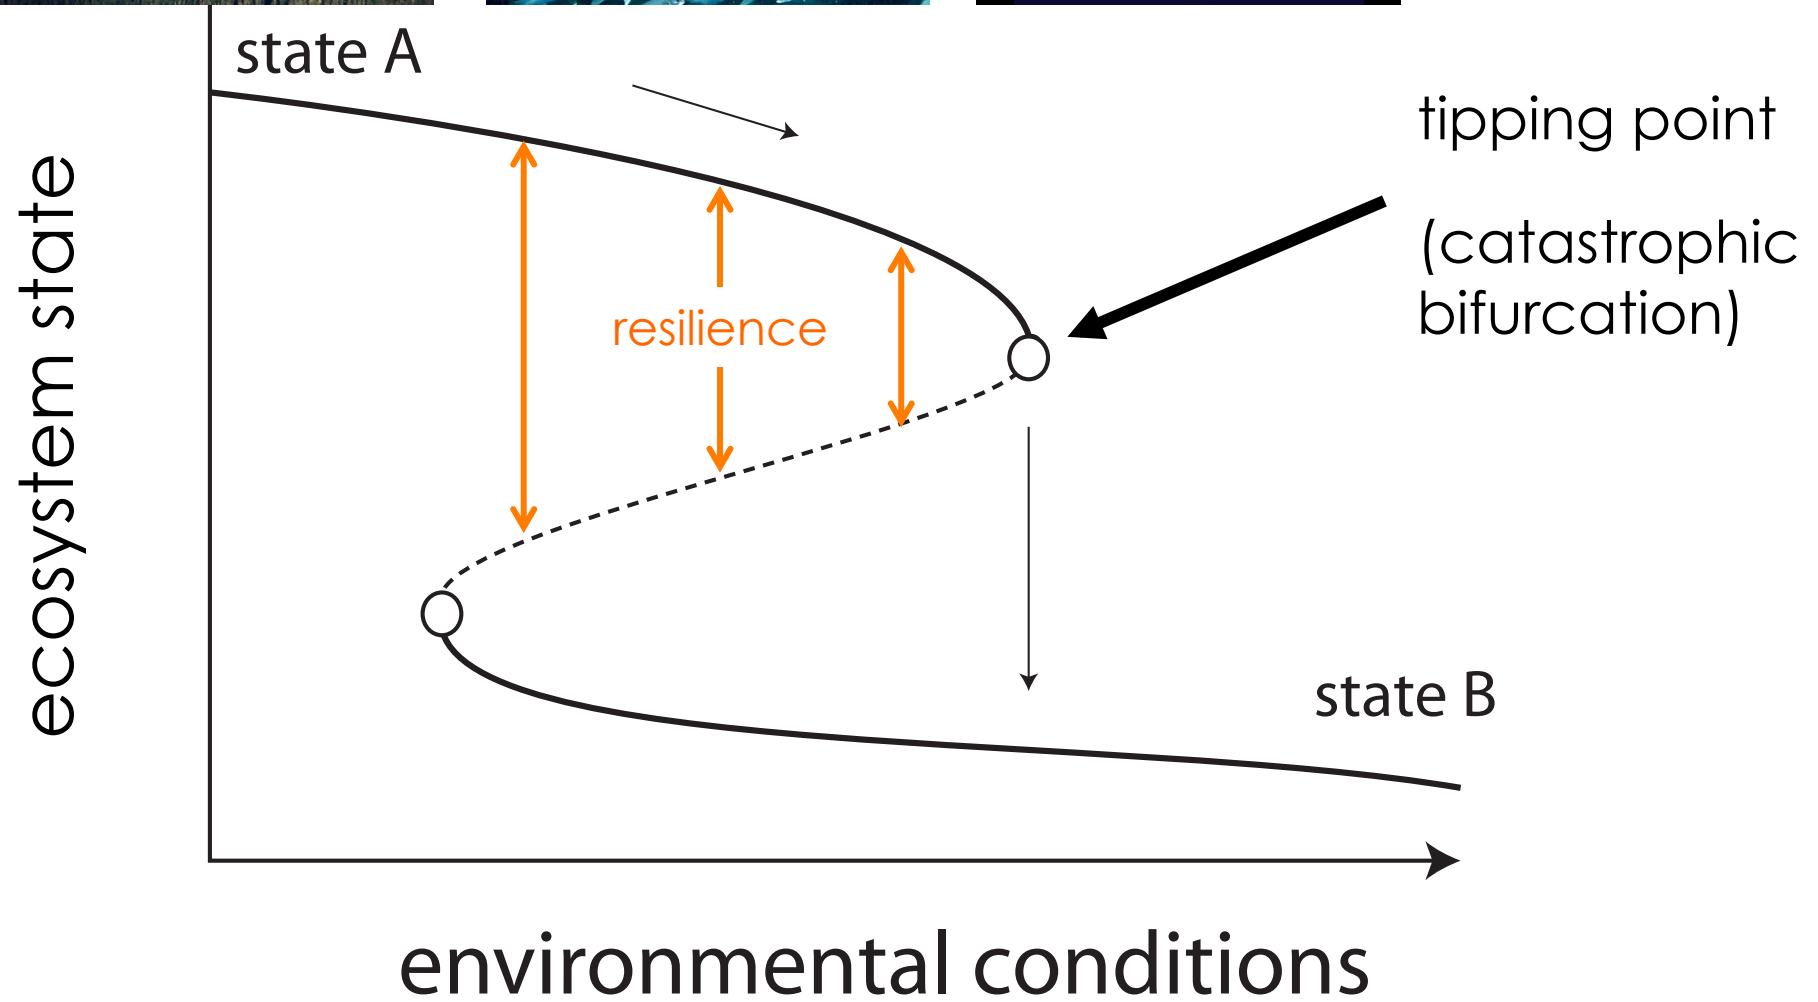 state A
tipping point
(catastrophic
bifurcation)
resilience
ecosystem state
state B
environmental conditions